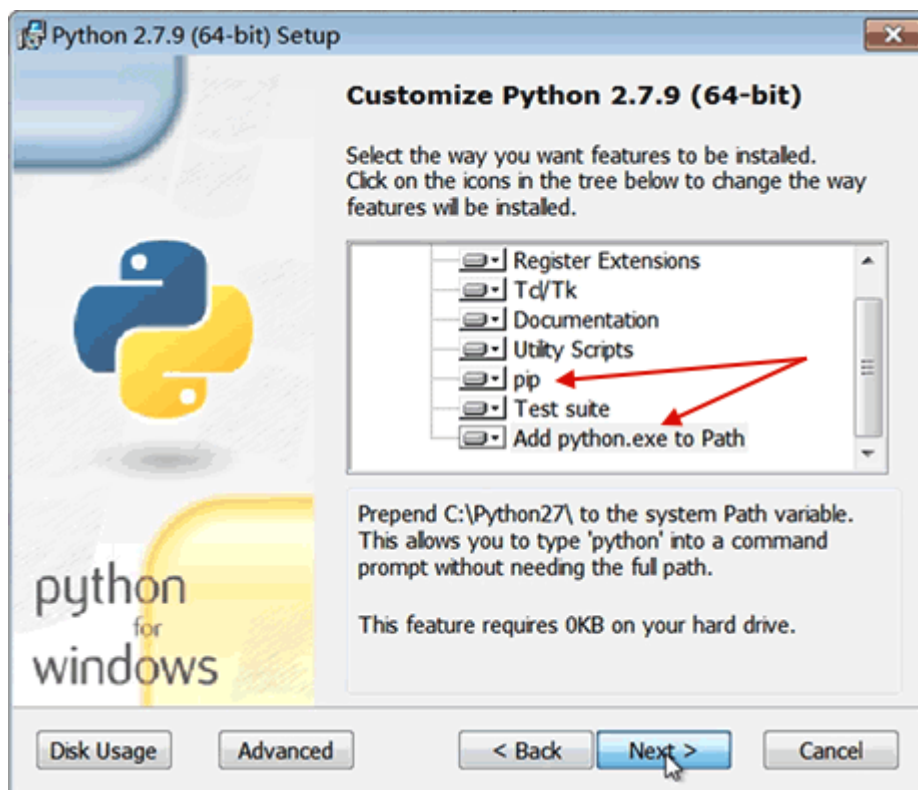 Python 2.7.9 (64-bit) Setup
Customize Python 2.7.9 (64-bit)
Select the way you want features to be installed.
Click on the icons in the tree below to change the way
features will be installed.
Register Extensions
Tcl/Tk
Documentation
Utility Scripts
pip
Test suite
Add python.exe to Path
Prepend C:\Python27\ to the system Path variable.
This allows you to type 'python' into a command
prompt without needing the full path.
This feature requires 0KB on your hard drive.
python
for
windows
Disk Usage
Advanced
< Back
Next >
Cancel